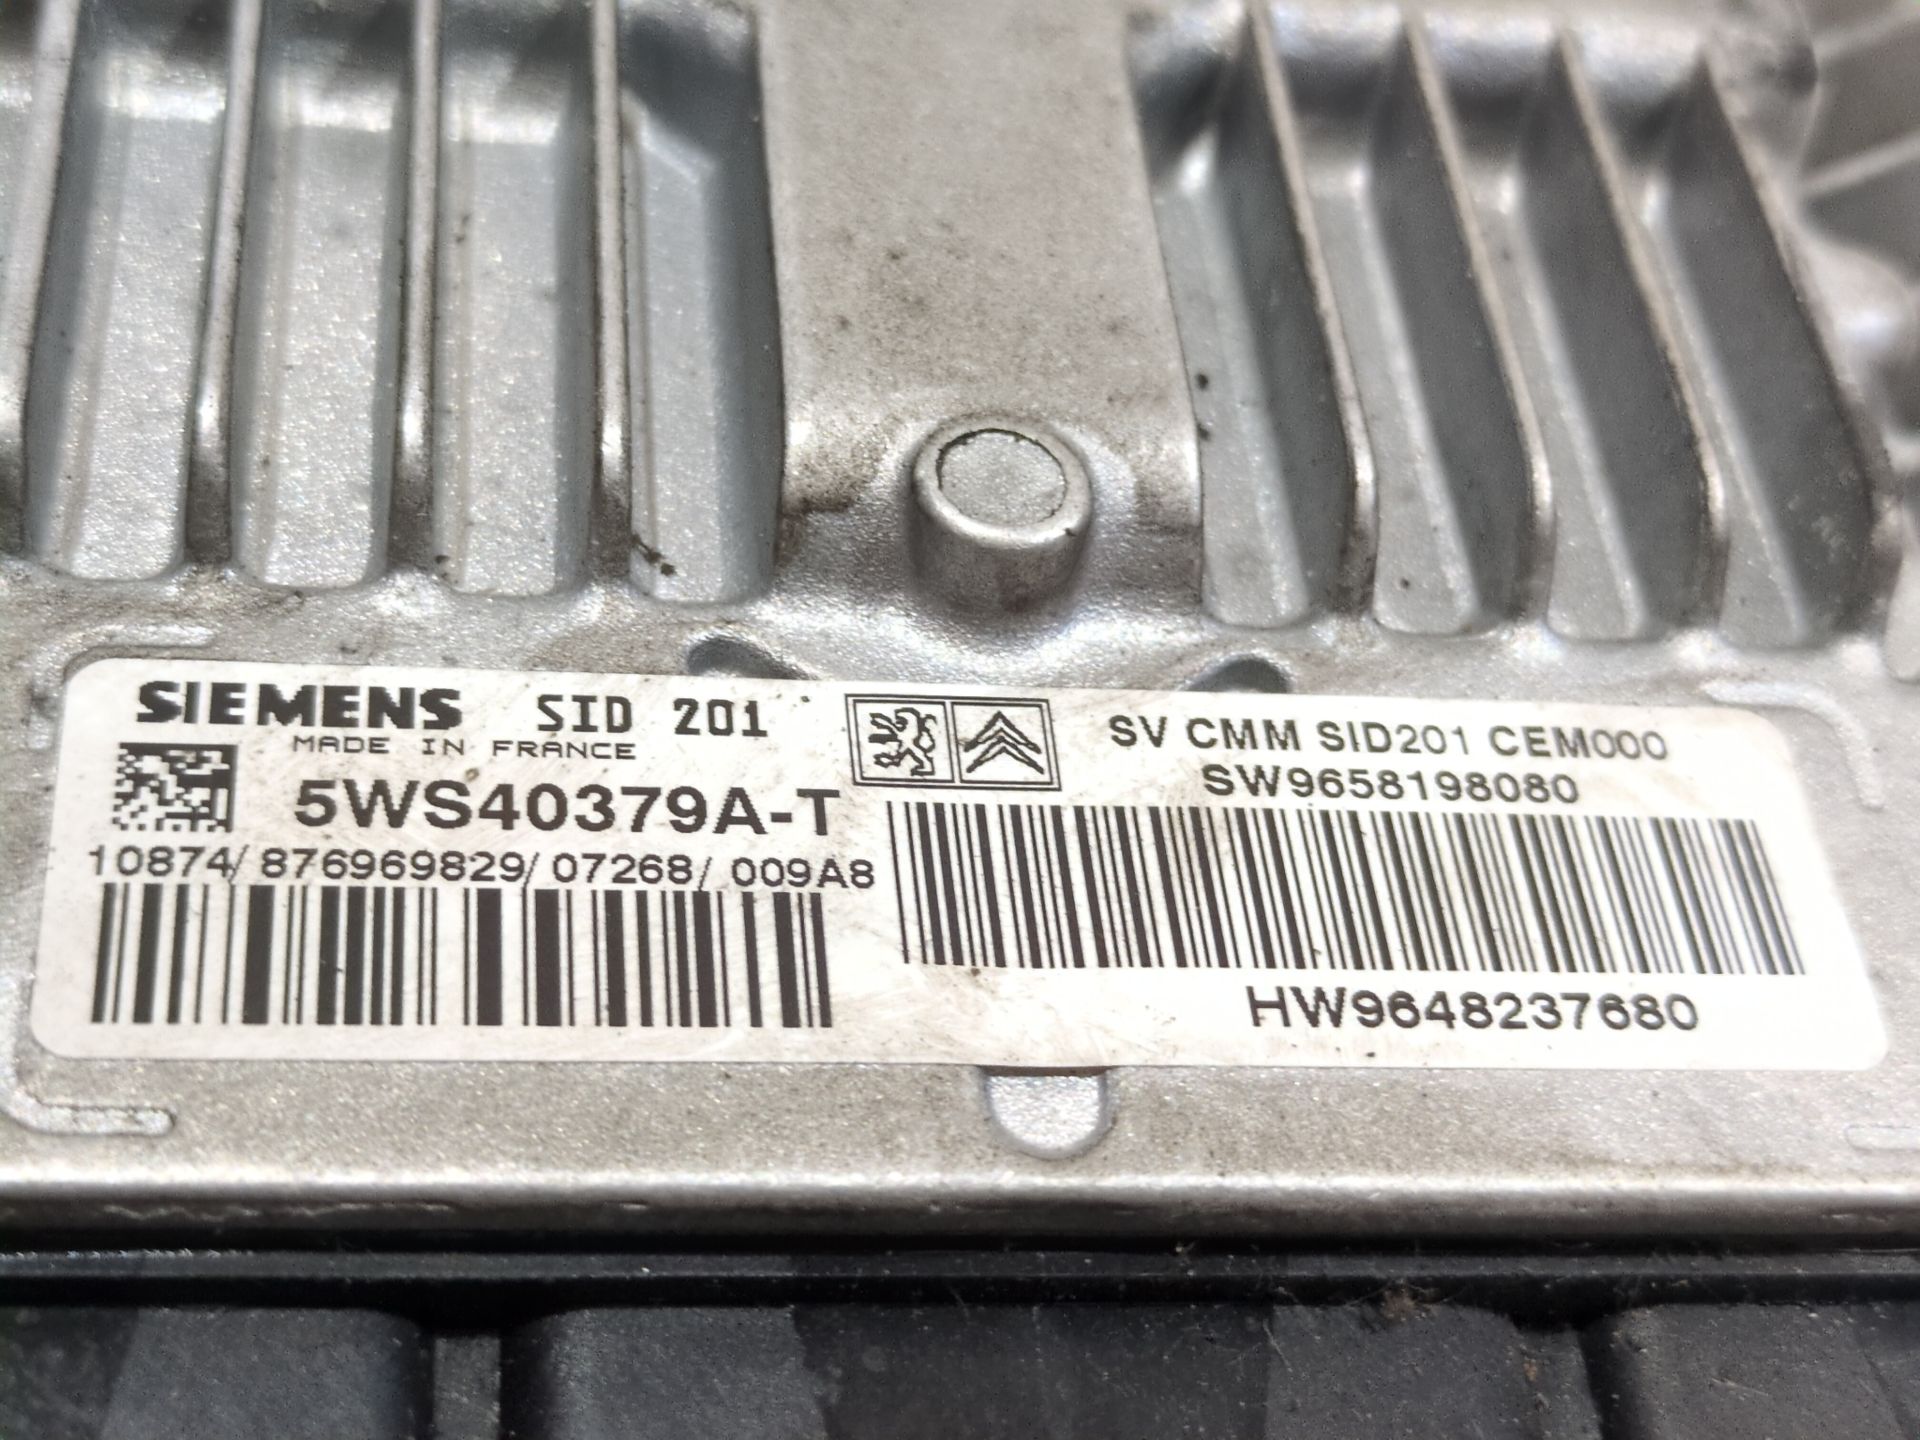 SIEMENS SID 201
MADE IN FRANCE
5WS40379A-T
10874/876969829/07268/009A8
SV CMM SID201 CEM000
SW9658198080
HW9648237680